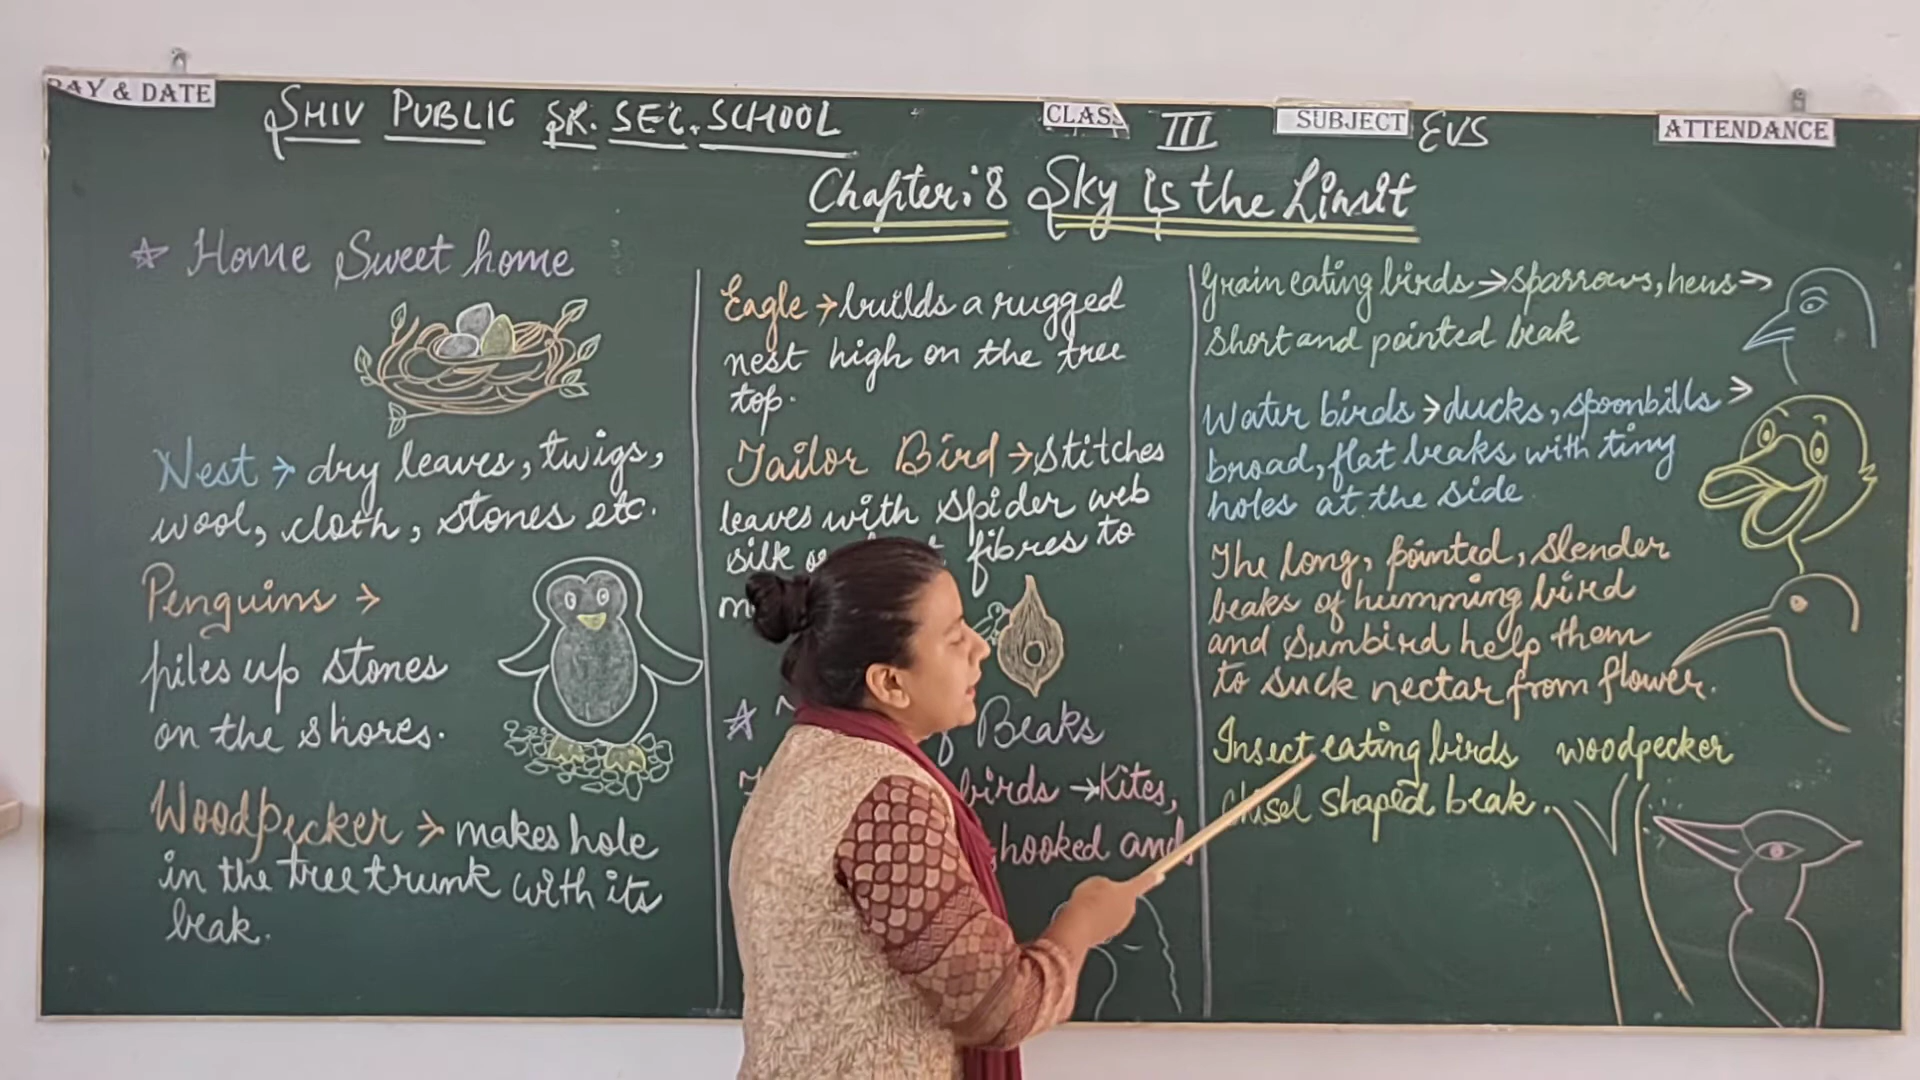 DAY & DATE
SHIV PUBLIC SR. SEC. SCHOOL
CLASS III
SUBJECT EVS
ATTENDANCE
Chapter: 8 Sky is the Limit
☆ Home Sweet home
Nest → dry leaves, twigs,
wool, cloth, stones etc.
Penguins →
piles up stones
on the shores.
Woodpecker → makes hole
in the tree trunk with its
beak.
Eagle → builds a rugged
nest high on the tree
top.
Tailor Bird → stitches
leaves with spider web
silk fibres to
☆ Beaks
birds → Kites,
hooked and
Grain eating birds → sparrows, hens →
short and pointed beak
Water birds → ducks, spoonbills →
broad, flat beaks with tiny
holes at the side
The long, pointed, slender
beaks of humming bird
and sunbird help them
to suck nectar from flower.
Insect eating birds woodpecker
chisel shaped beak.